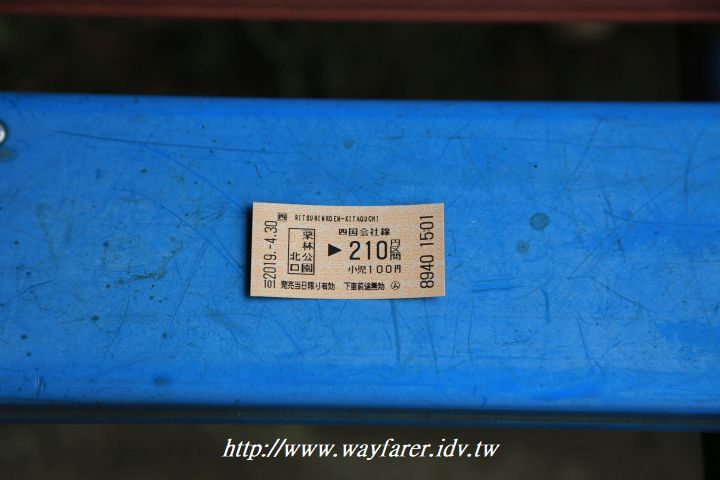 四 RITSURINKOEN-KITAGUCHI
2019.-4.30
栗林公園
北口
四国会社線
▶210円区間
小児100円
101 発売当日限り有効 下車前途無効
8940 1501
http://www.wayfarer.idv.tw